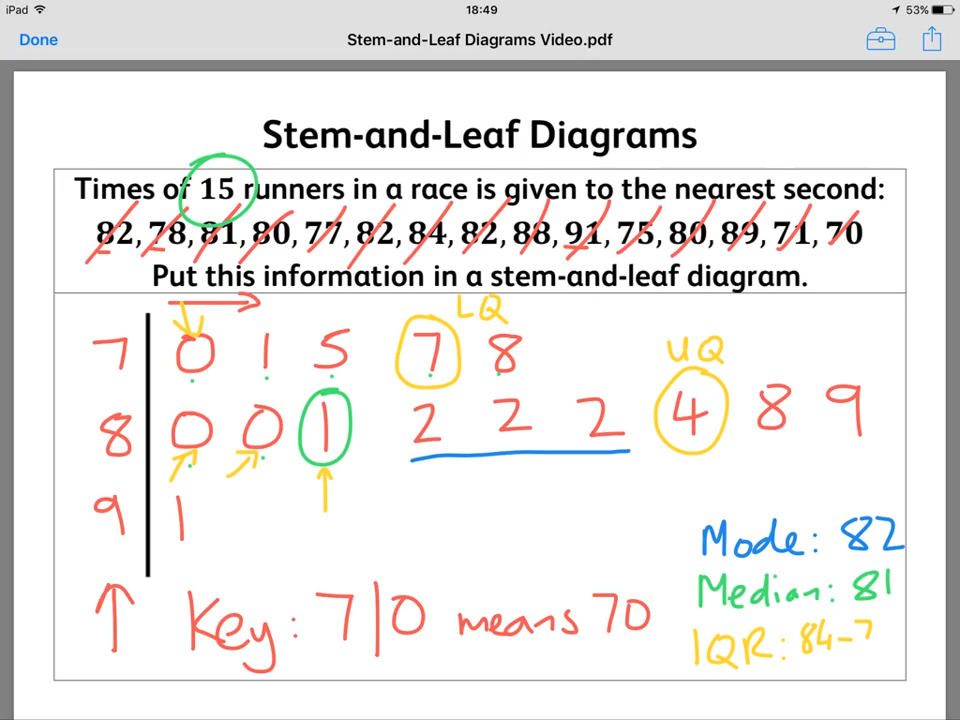 iPad 18:49 53%
Done Stem-and-Leaf Diagrams Video.pdf
Stem-and-Leaf Diagrams
Times of 15 runners in a race is given to the nearest second:
82, 78, 81, 80, 77, 82, 84, 82, 88, 91, 75, 80, 89, 71, 70
Put this information in a stem-and-leaf diagram.
LQ
7 0 1 5 7 8
UQ
8 0 0 1 2 2 2 4 8 9
9 1
Mode: 82
Median: 81
Key: 7|0 means 70
IQR: 84-7